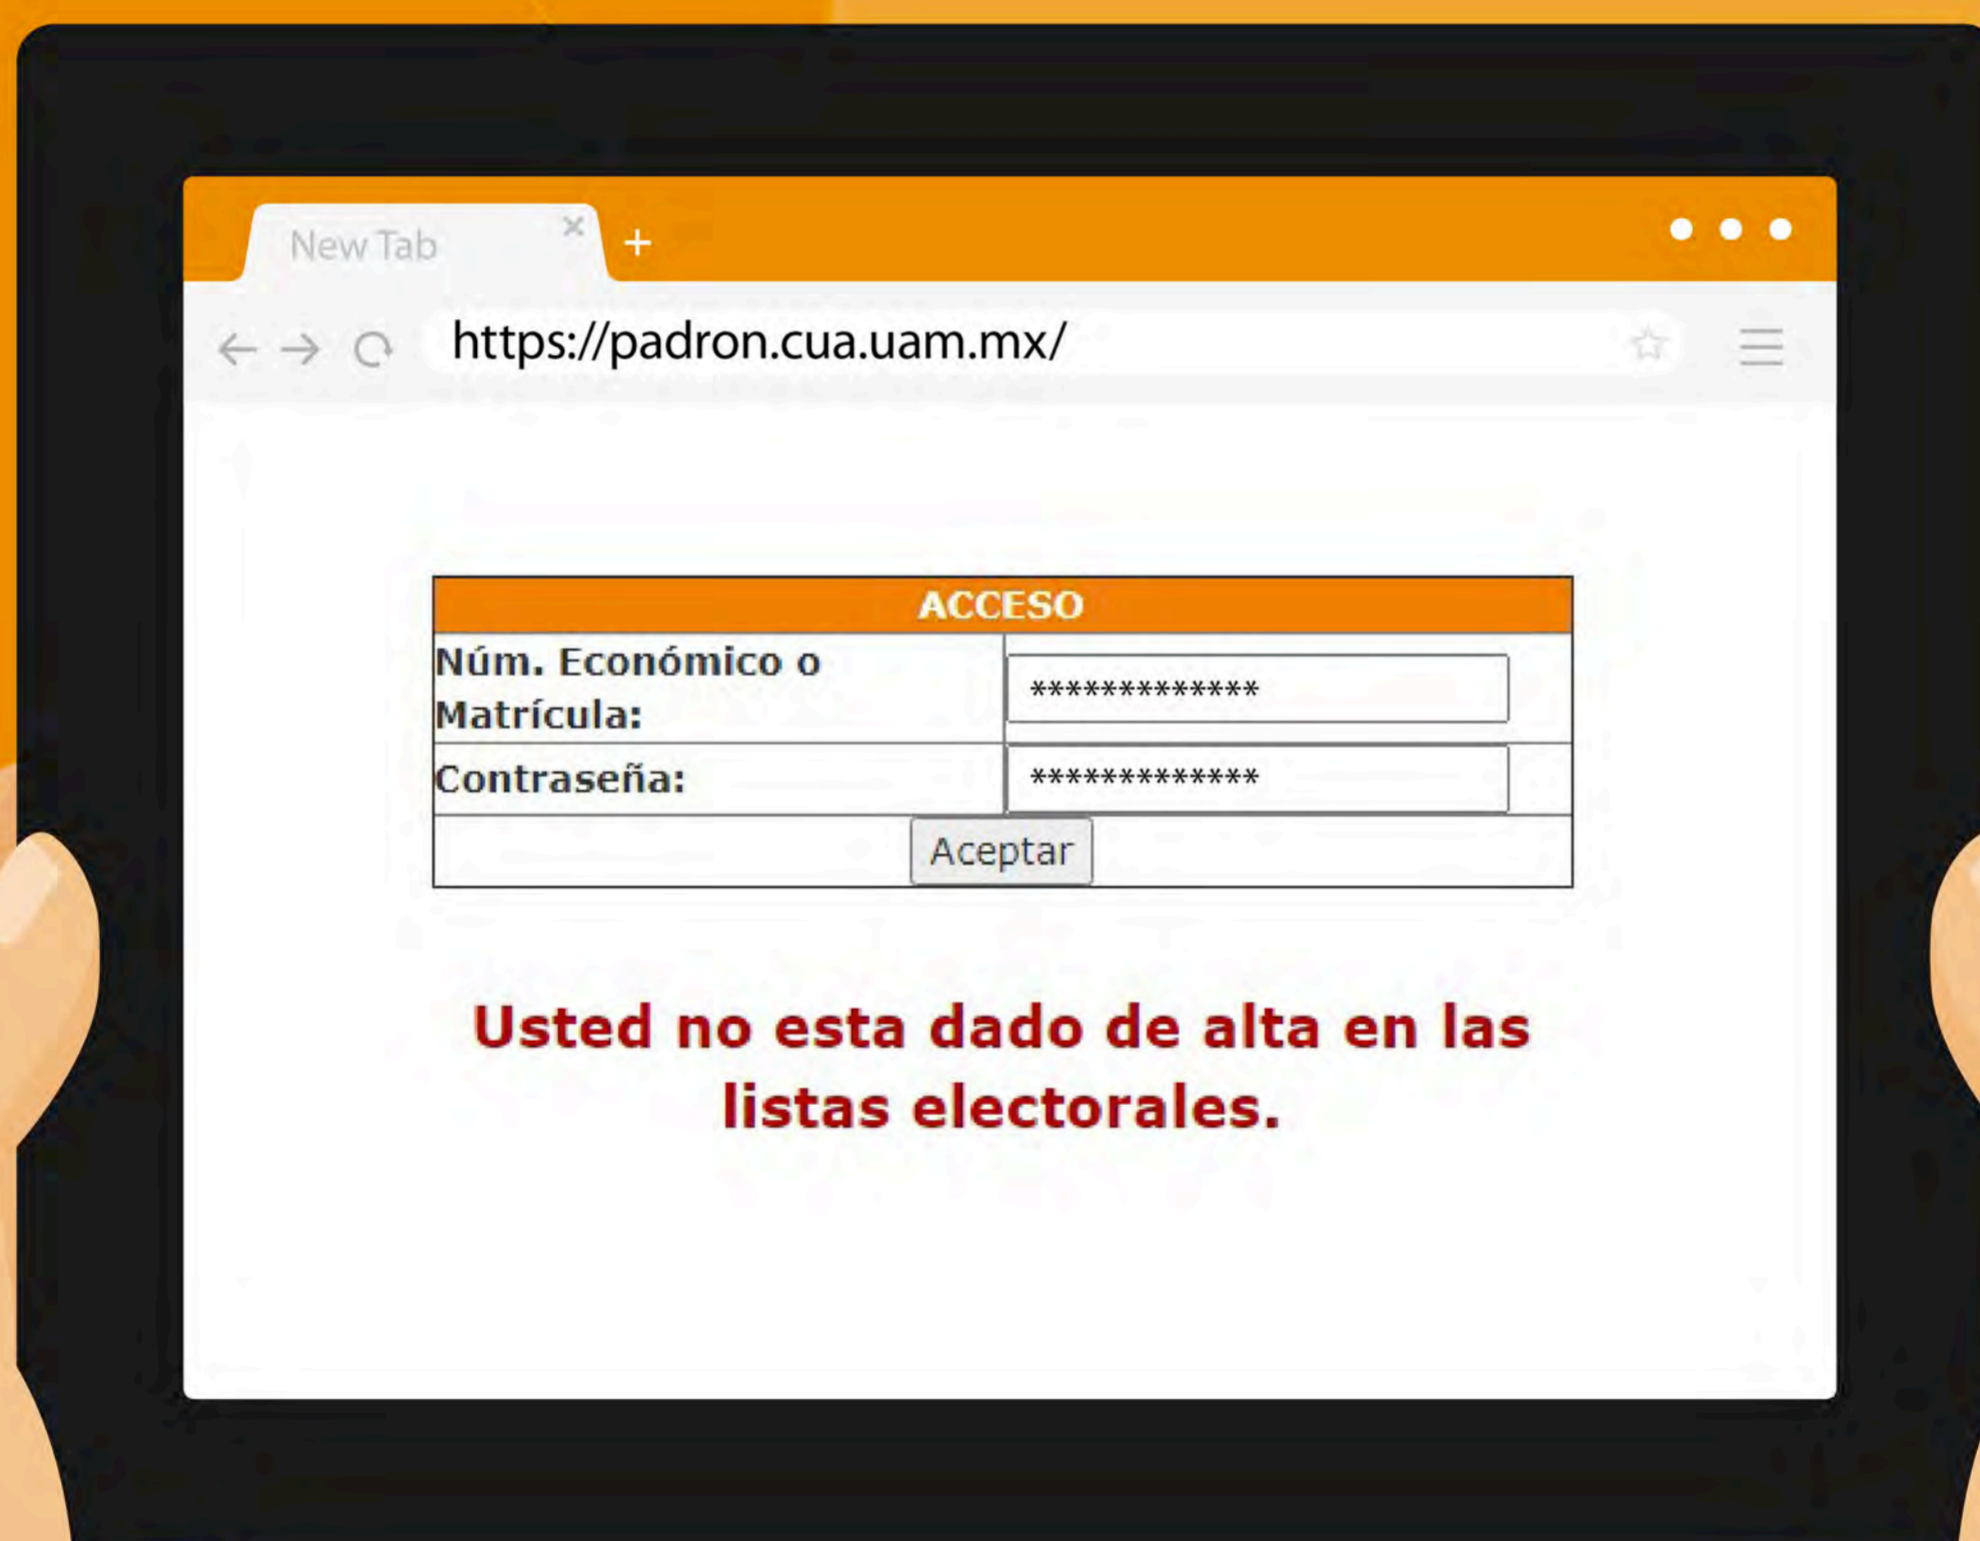 New Tab × +
https://padron.cua.uam.mx/
ACCESO
Núm. Económico o
Matrícula:
*************
Contraseña:
*************
Aceptar
Usted no esta dado de alta en las
listas electorales.